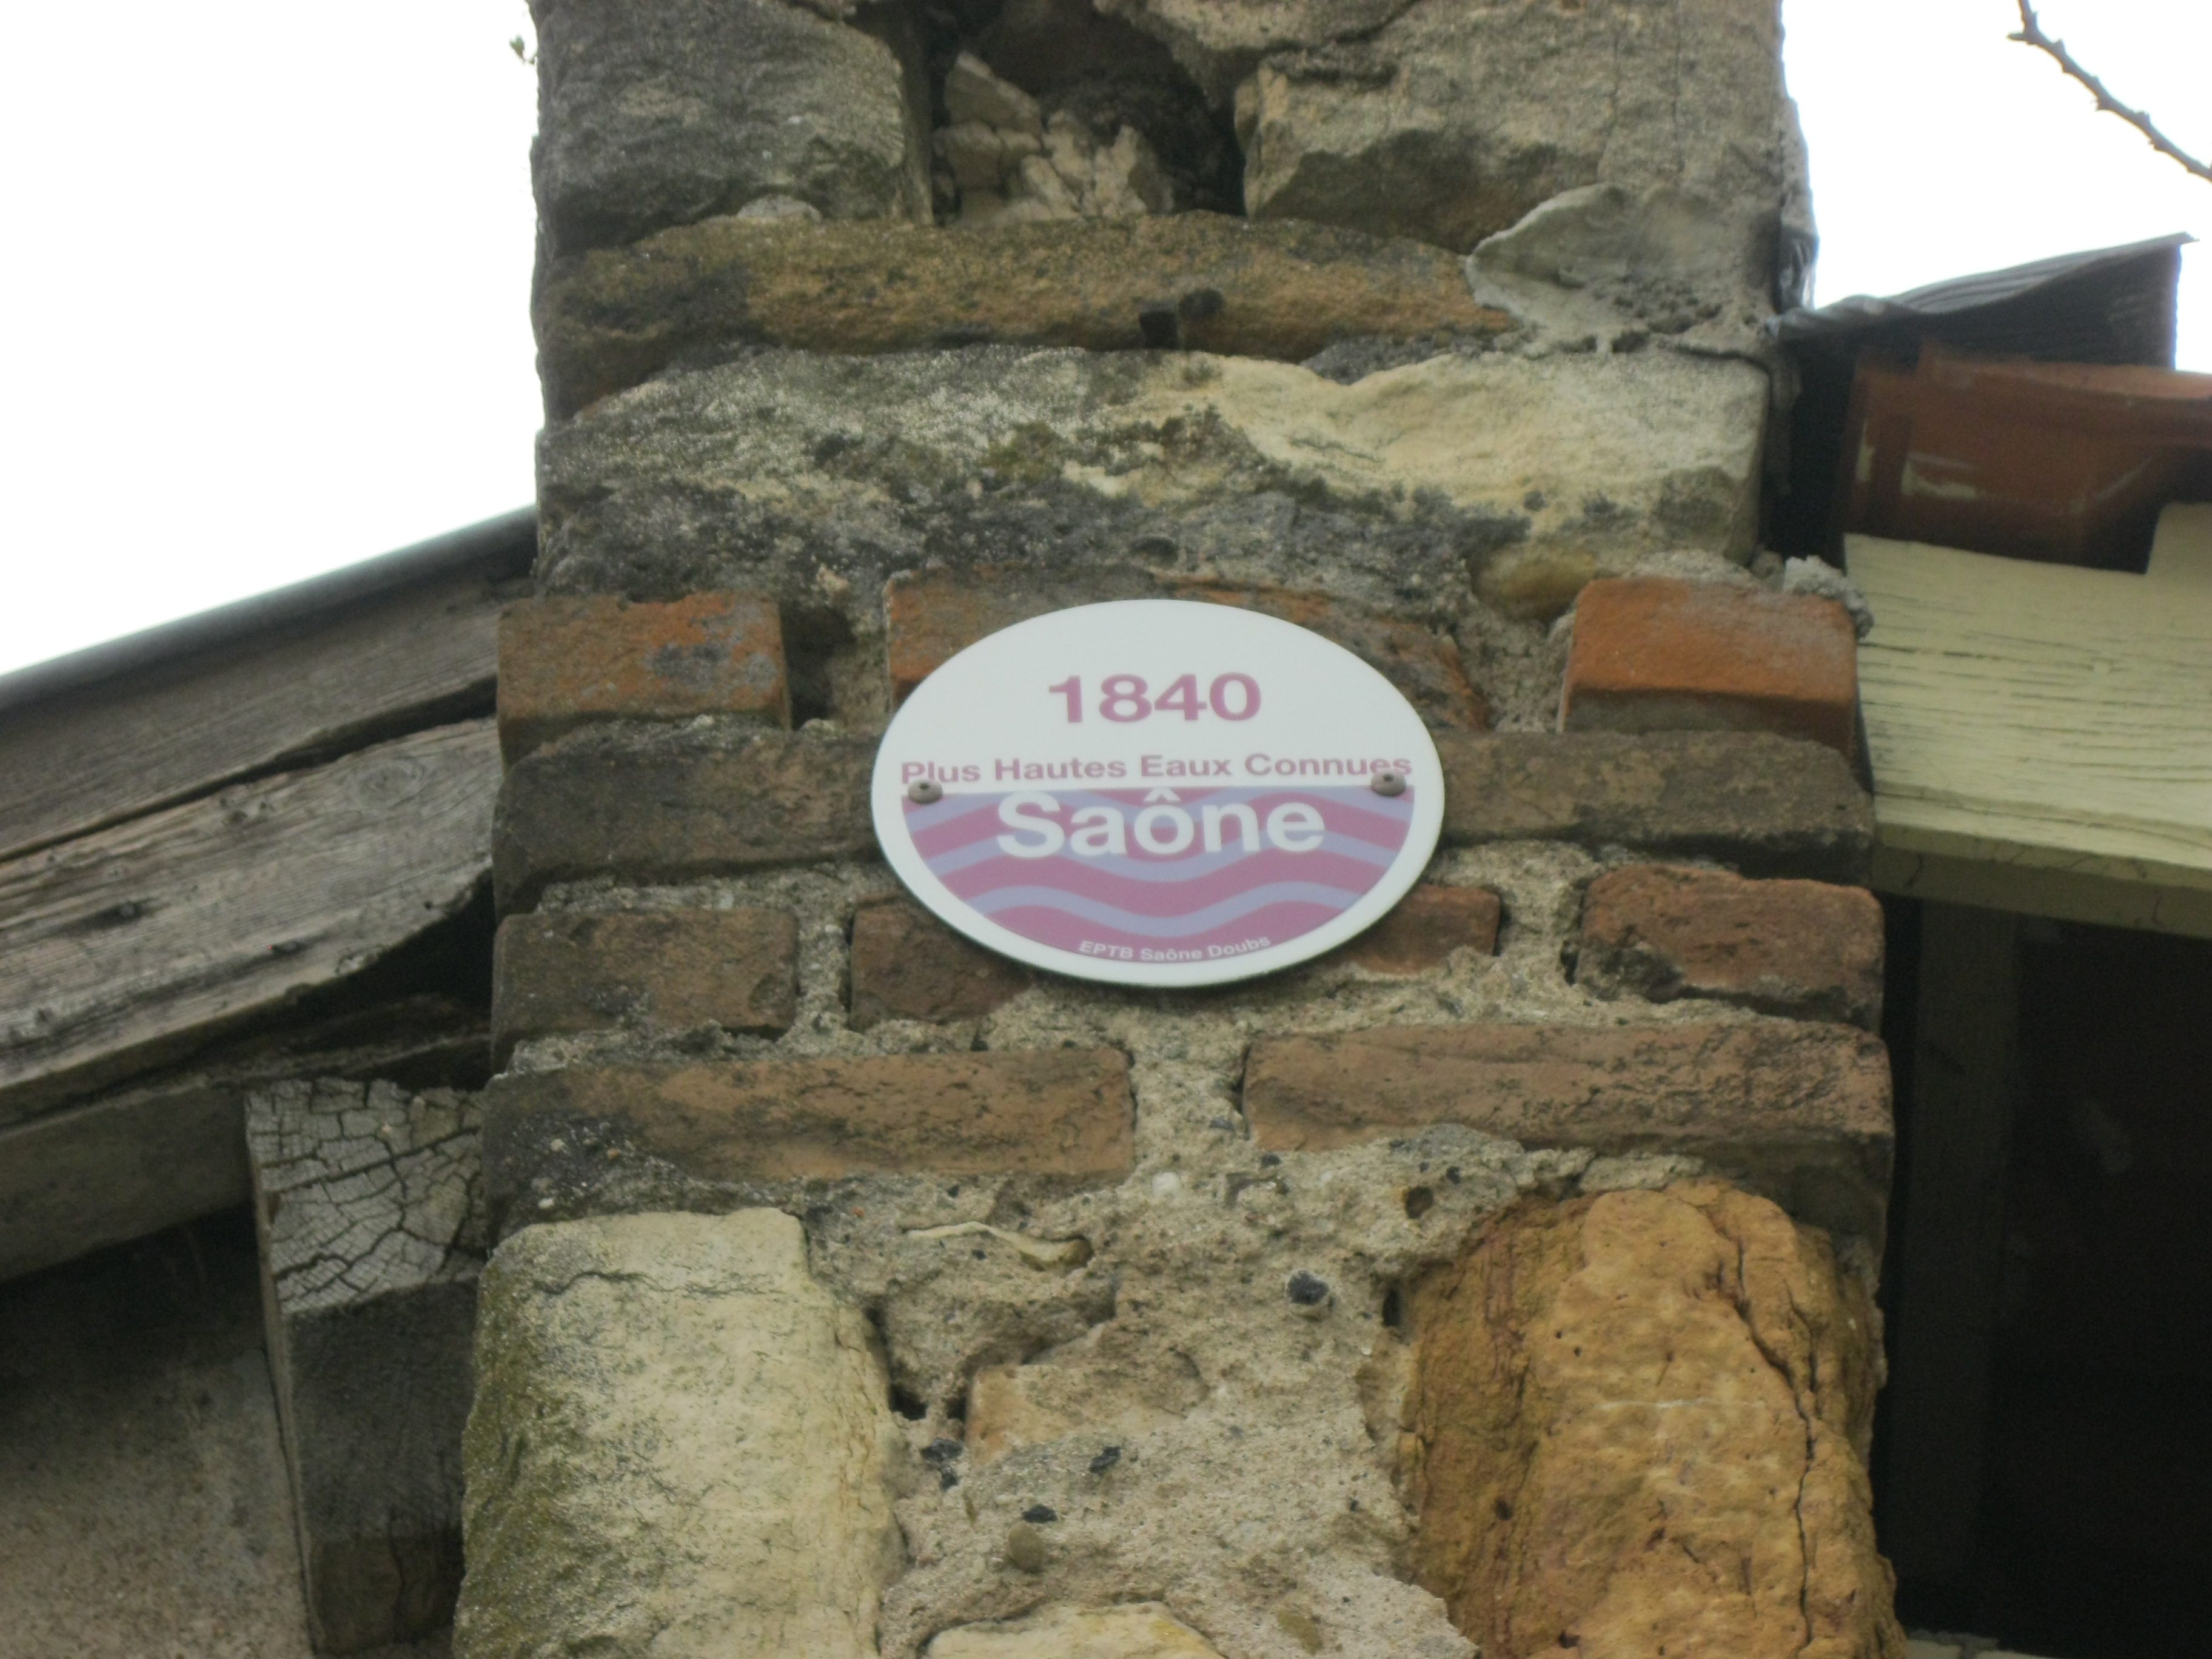 1840
Plus Hautes Eaux Connues
Saône
EPTB Saône Doubs